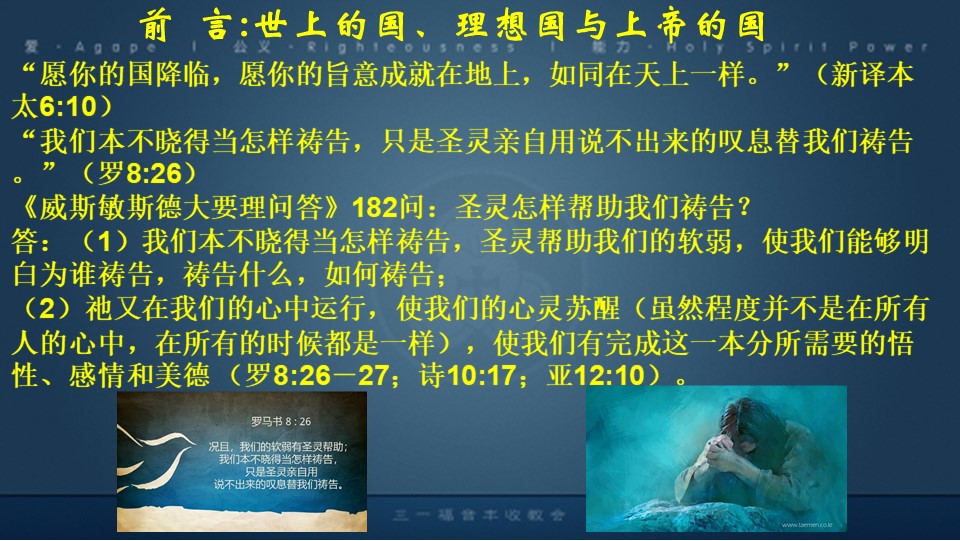 前 言:世上的国、理想国与上帝的国
爱 · Agape | 公义 · Righteousness | 能力 · Holy Spirit Power
“愿你的国降临，愿你的旨意成就在地上，如同在天上一样。”（新译本
太6:10）
“我们本不晓得当怎样祷告，只是圣灵亲自用说不出来的叹息替我们祷告
。”（罗8:26）
《威斯敏斯德大要理问答》182问：圣灵怎样帮助我们祷告？
答：（1）我们本不晓得当怎样祷告，圣灵帮助我们的软弱，使我们能够明
白为谁祷告，祷告什么，如何祷告；
（2）祂又在我们的心中运行，使我们的心灵苏醒（虽然程度并不是在所有
人的心中，在所有的时候都是一样），使我们有完成这一本分所需要的悟
性、感情和美德（罗8:26－27；诗10:17；亚12:10）。
罗马书 8 : 26
况且，我们的软弱有圣灵帮助；
我们本不晓得当怎样祷告，
只是圣灵亲自用
说不出来的叹息替我们祷告。
www.taemen.co.kr
三一福音丰收教会